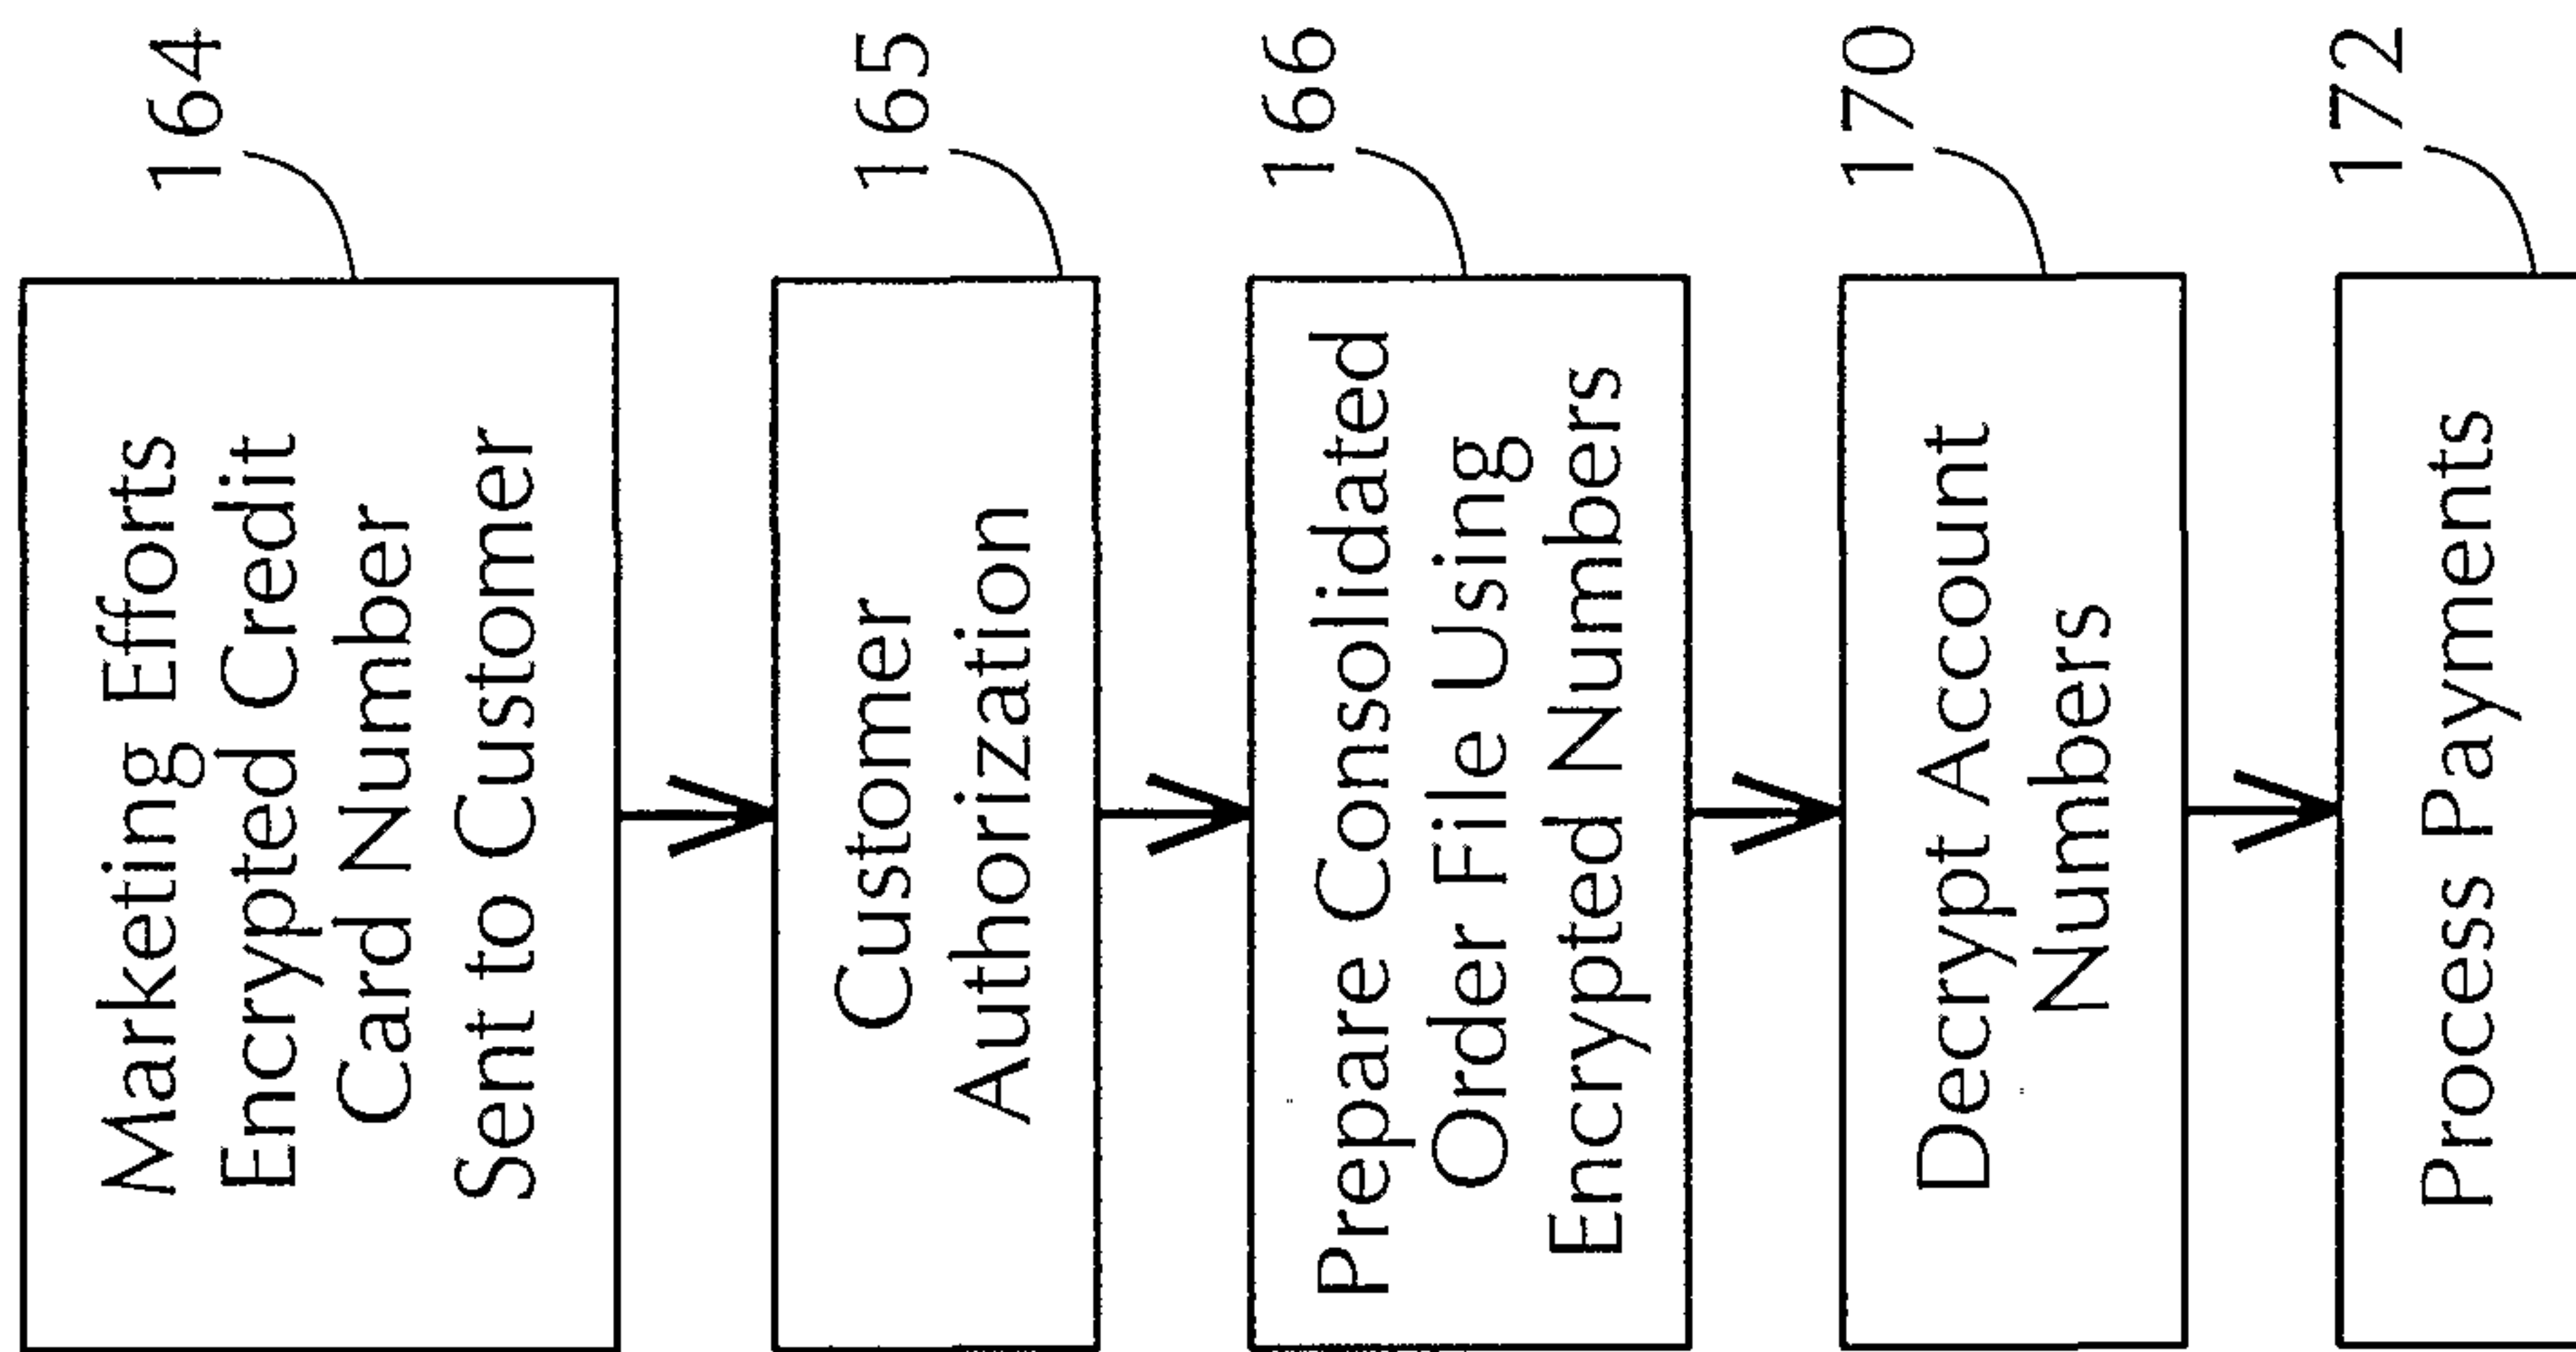 164
Marketing Efforts
Encrypted Credit
Card Number
Sent to Customer
165
Customer
Authorization
166
Prepare Consolidated
Order File Using
Encrypted Numbers
170
Decrypt Account
Numbers
172
Process Payments